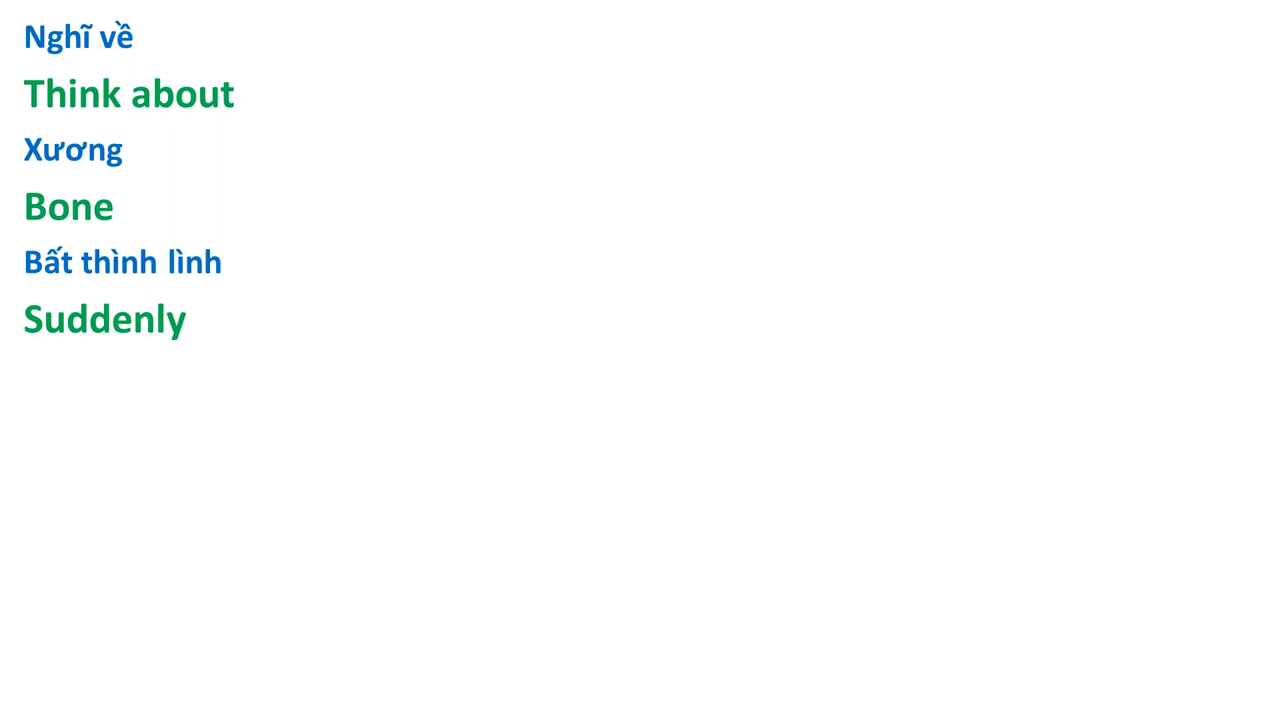 Nghĩ về
Think about
Xương
Bone
Bất thình lình
Suddenly